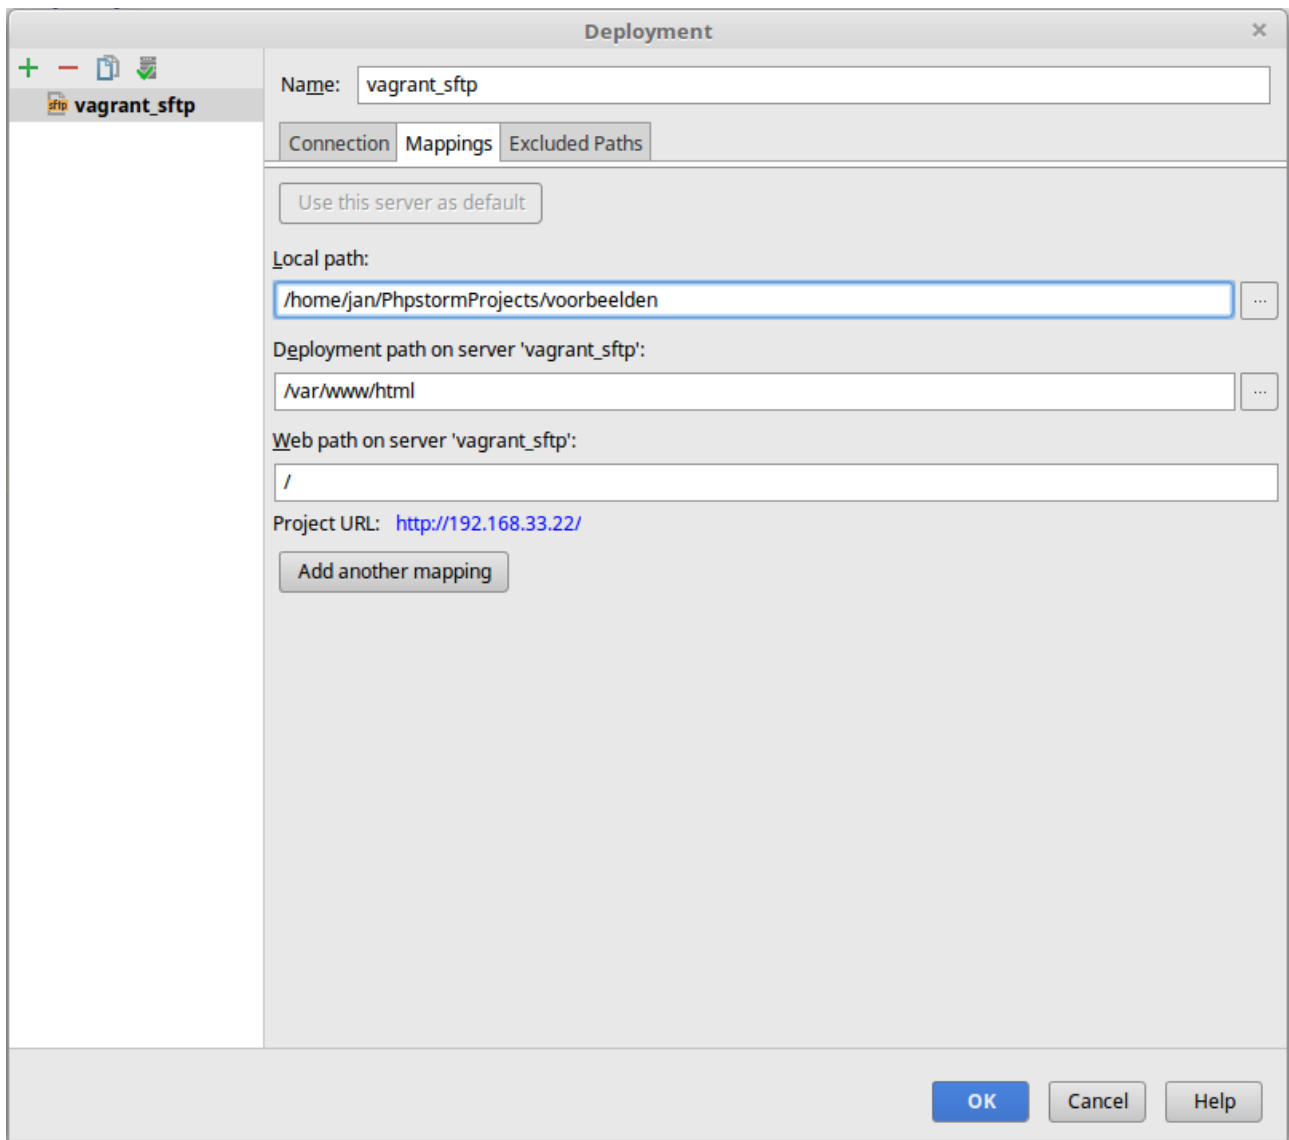 Deployment
sftp vagrant_sftp
Name: vagrant_sftp
Connection Mappings Excluded Paths
Use this server as default
Local path:
/home/jan/PhpstormProjects/voorbeelden
...
Deployment path on server 'vagrant_sftp':
/var/www/html
...
Web path on server 'vagrant_sftp':
/
Project URL: http://192.168.33.22/
Add another mapping
OK Cancel Help